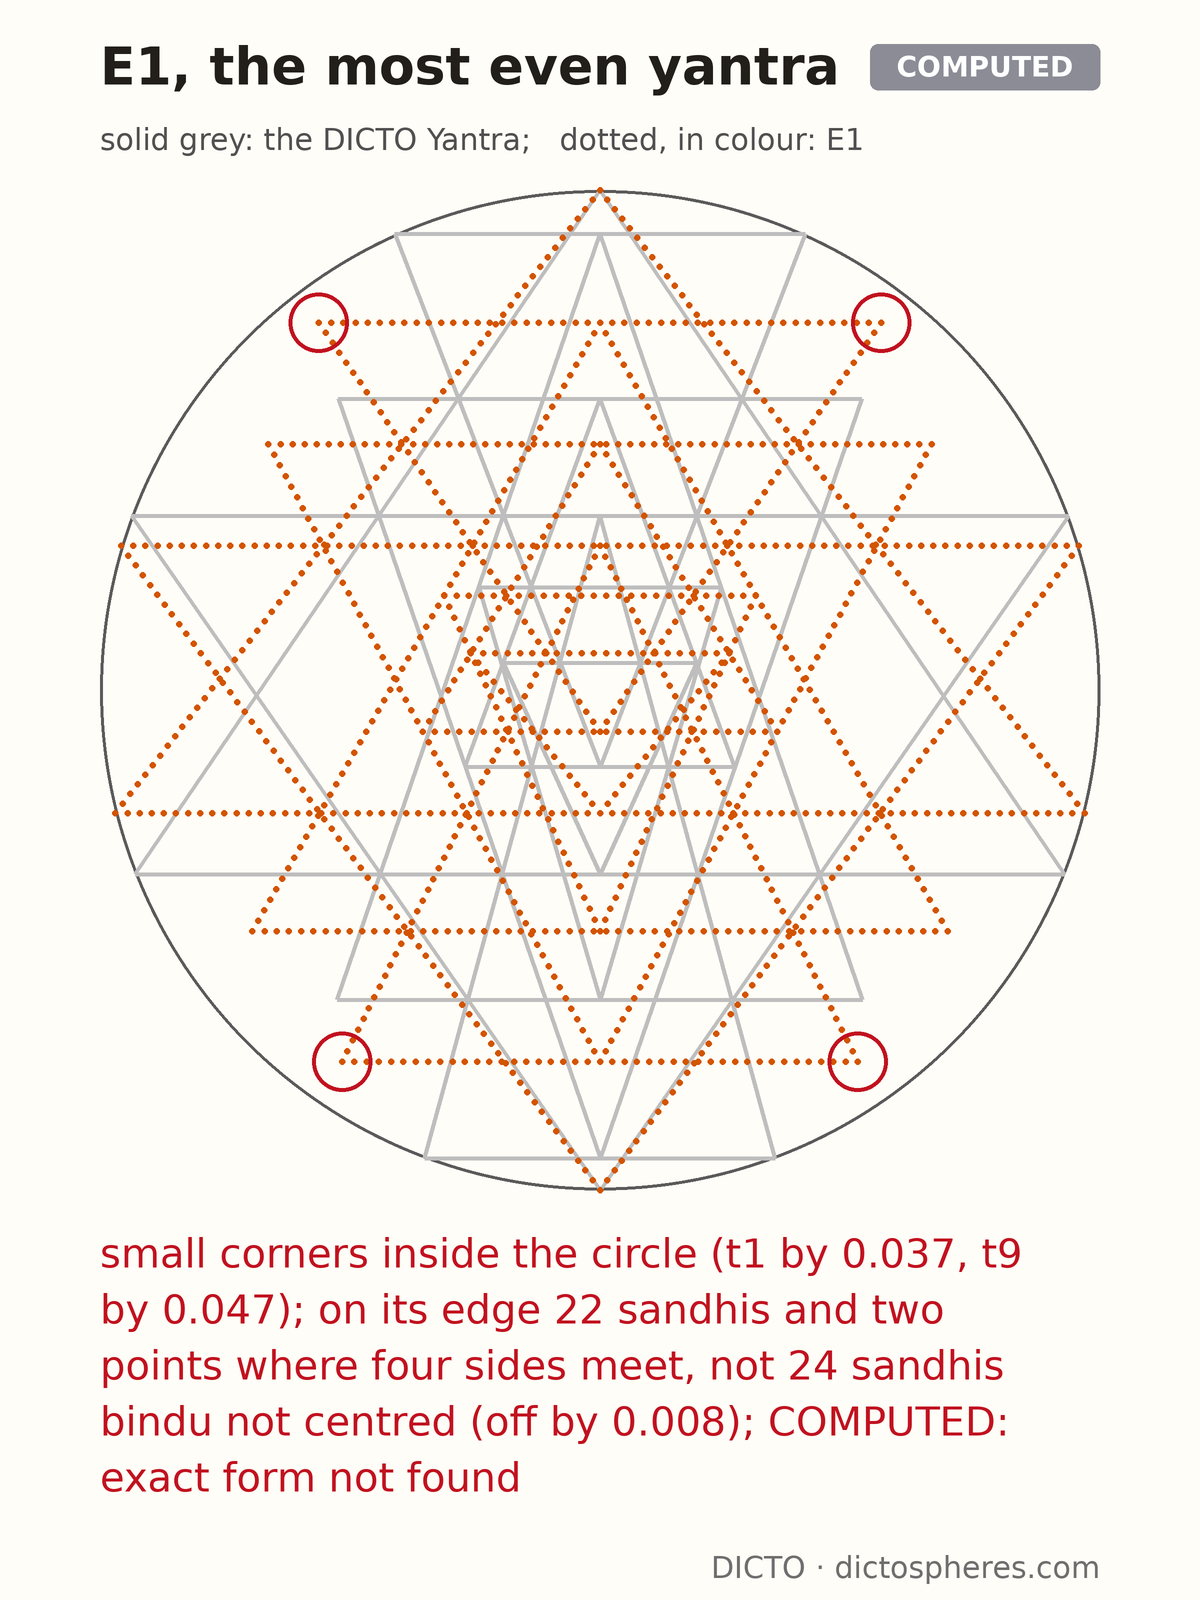 E1, the most even yantra
COMPUTED
solid grey: the DICTO Yantra;   dotted, in colour: E1
small corners inside the circle (t1 by 0.037, t9
by 0.047); on its edge 22 sandhis and two
points where four sides meet, not 24 sandhis
bindu not centred (off by 0.008); COMPUTED:
exact form not found
DICTO · dictospheres.com